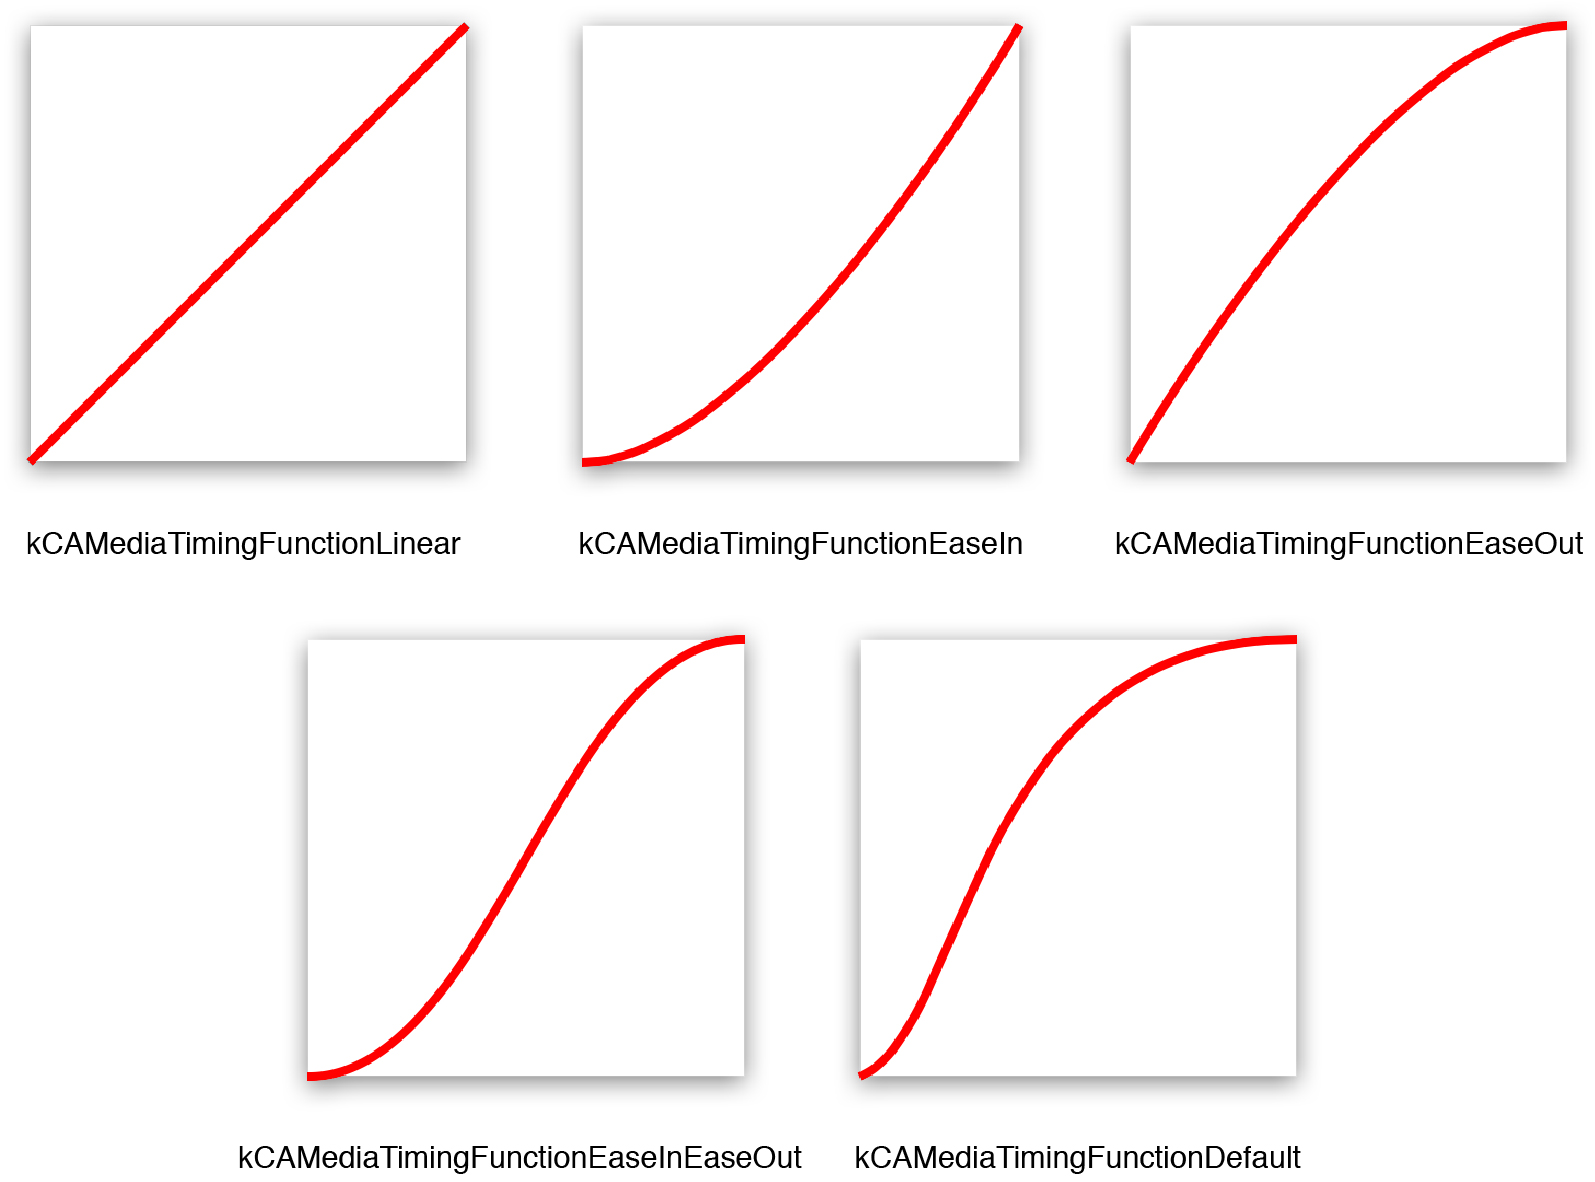 kCAMediaTimingFunctionLinear
kCAMediaTimingFunctionEaseIn
kCAMediaTimingFunctionEaseOut
kCAMediaTimingFunctionEaseInEaseOut
kCAMediaTimingFunctionDefault